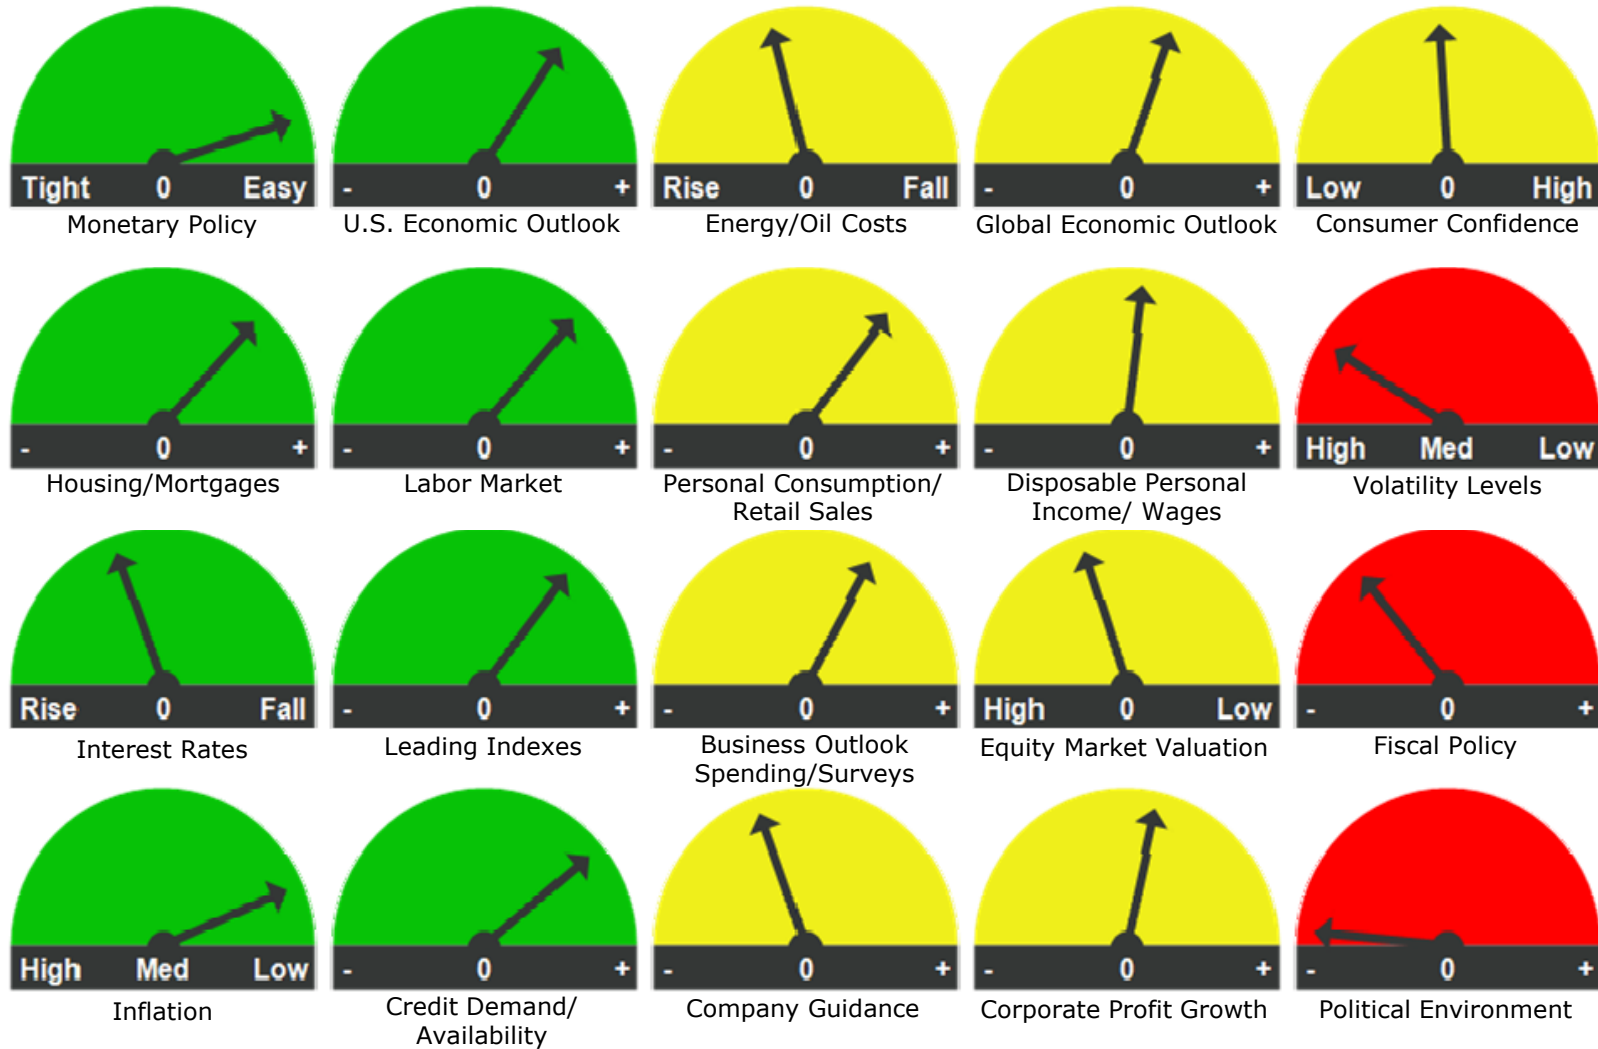 Tight 0 Easy
- 0 +
Rise 0 Fall
- 0 +
Low 0 High
Monetary Policy
U.S. Economic Outlook
Energy/Oil Costs
Global Economic Outlook
Consumer Confidence
- 0 +
- 0 +
- 0 +
- 0 +
High Med Low
Housing/Mortgages
Labor Market
Personal Consumption/
Retail Sales
Disposable Personal
Income/ Wages
Volatility Levels
Rise 0 Fall
- 0 +
- 0 +
High 0 Low
- 0 +
Interest Rates
Leading Indexes
Business Outlook
Spending/Surveys
Equity Market Valuation
Fiscal Policy
High Med Low
- 0 +
- 0 +
- 0 +
- 0 +
Inflation
Credit Demand/
Availability
Company Guidance
Corporate Profit Growth
Political Environment